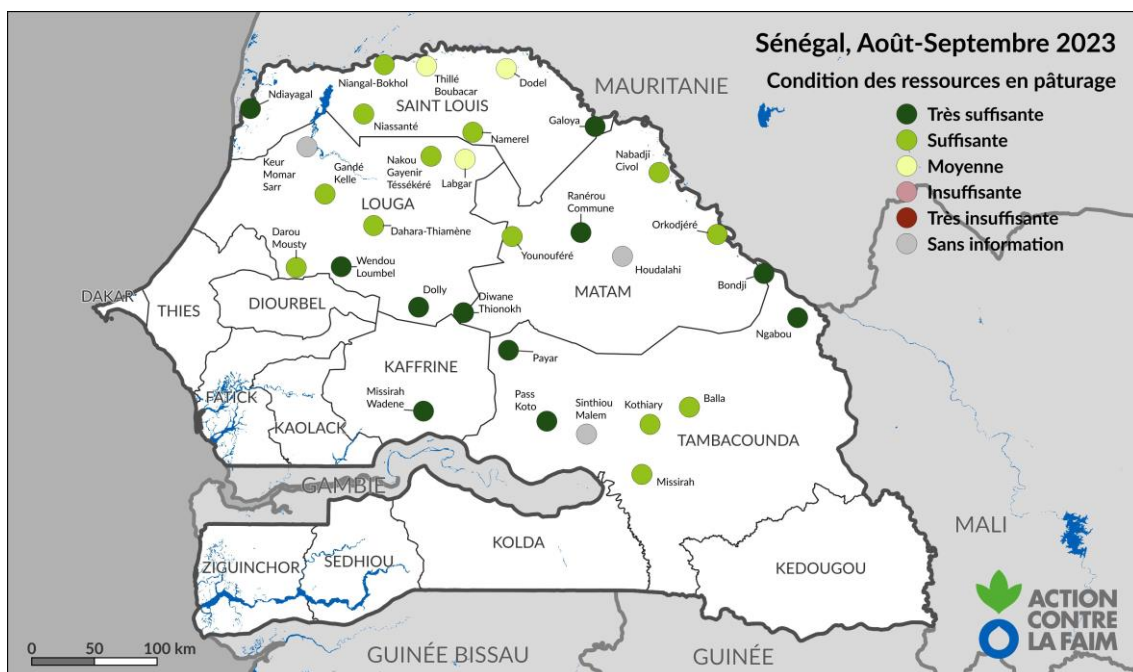 Sénégal, Août-Septembre 2023
Condition des ressources en pâturage
Très suffisante
Suffisante
Moyenne
Insuffisante
Très insuffisante
Sans information
MAURITANIE
Niangal-Bokhol
Thillé
Boubacar
Dodel
Ndiayagal
SAINT LOUIS
Niassanté
Namerel
Galoya
Keur
Momar
Sarr
Gandé
Kelle
Nakou
Gayenir
Téssékéré
Labgar
Nabadji
Civol
Ranérou
Commune
LOUGA
Dahara-Thiamène
Orkodjéré
Darou
Mousty
Wendou
Loumbel
Younouféré
Houdalahi
Bondji
MATAM
DAKAR
THIES
DIOURBEL
Dolly
Diwane
Thionokh
Ngabou
KAFFRINE
Payar
Missirah
Wadene
Pass
Koto
Sinthiou
Malem
Kothiary
Balla
FATICK
KAOLACK
TAMBACOUNDA
Missirah
GAMBIE
MALI
ZIGUINCHOR
SEDHIOU
KOLDA
KEDOUGOU
0 50 100 km
GUINÉE BISSAU
GUINÉE
ACTION
CONTRE
LA FAIM